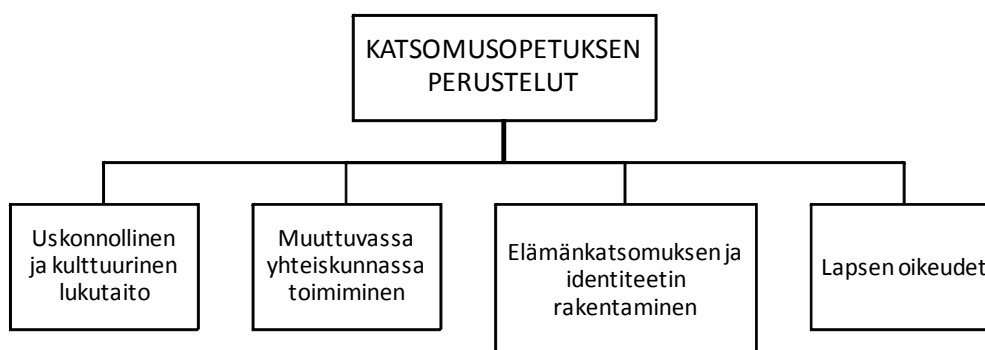 KATSOMUSOPETUKSEN
PERUSTELUT
Uskonnollinen
ja kulttuurinen
lukutaito
Muuttuvassa
yhteiskunnassa
toimiminen
Elämänkatsomuksen ja
identiteetin
rakentaminen
Lapsen oikeudet